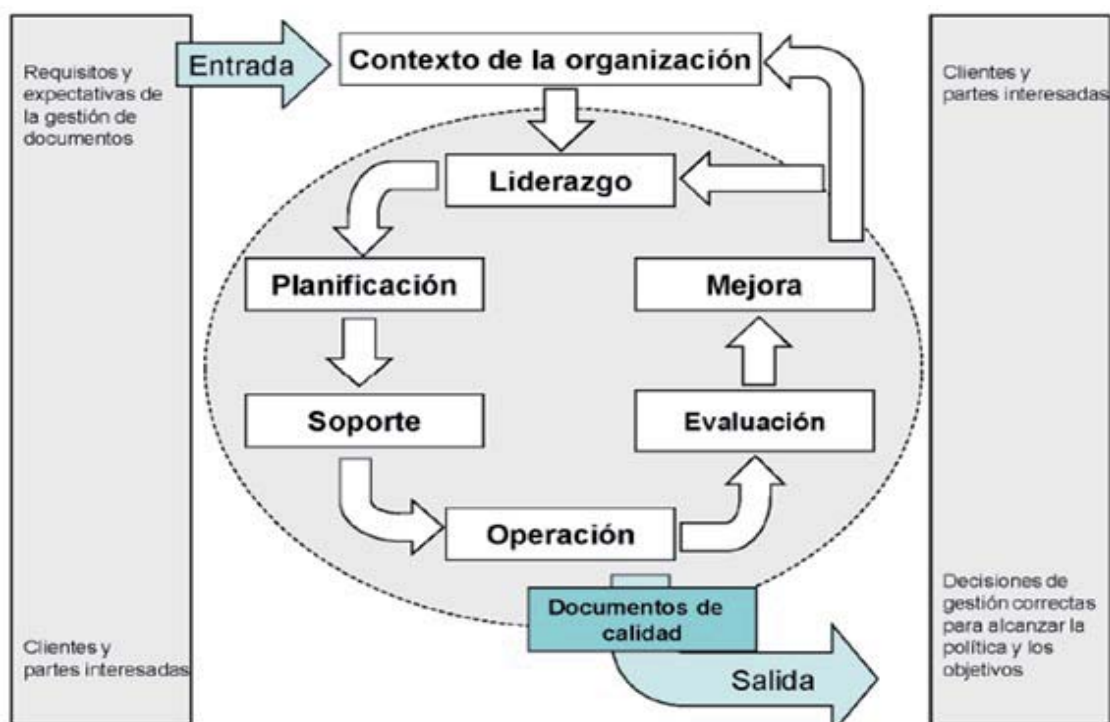 Requisitos y
expectativas de
la gestión de
documentos
Clientes y
partes interesadas
Entrada
Contexto de la organización
Liderazgo
Planificación
Soporte
Operación
Evaluación
Mejora
Documentos de
calidad
Salida
Clientes y
partes interesadas
Decisiones de
gestión correctas
para alcanzar la
política y los
objetivos